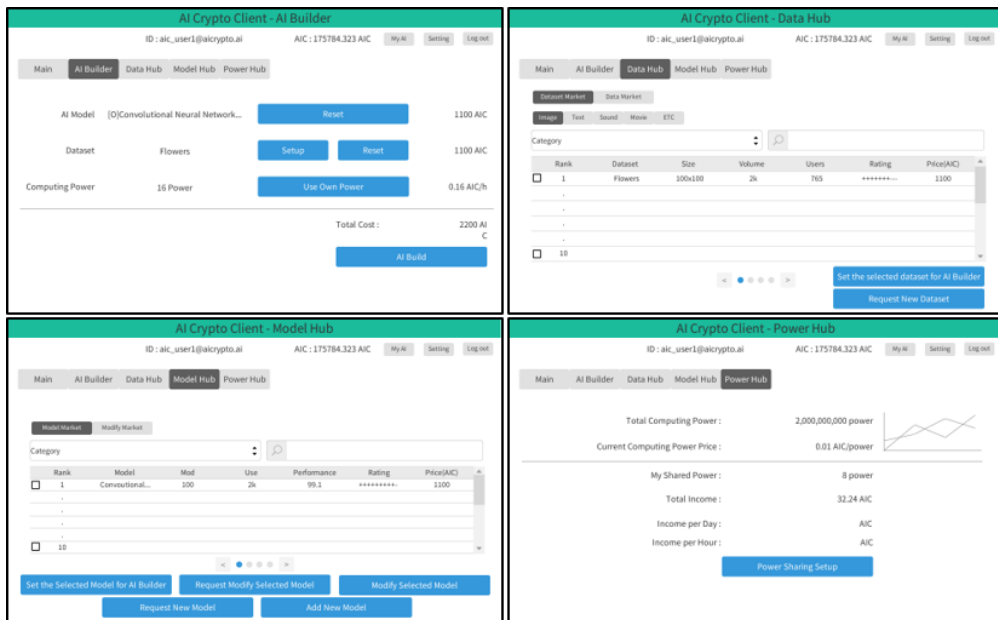 AI Crypto Client - AI Builder
ID : aic_user1@aicrypto.ai AIC : 175784.323 AIC My AI Setting Log out
Main AI Builder Data Hub Model Hub Power Hub
AI Model [O]Convolutional Neural Network... Reset 1100 AIC
Dataset Flowers Setup Reset 1100 AIC
Computing Power 16 Power Use Own Power 0.16 AIC/h
Total Cost : 2200 AI
C
AI Build
AI Crypto Client - Data Hub
ID : aic_user1@aicrypto.ai AIC : 175784.323 AIC My AI Setting Log out
Main AI Builder Data Hub Model Hub Power Hub
Dataset Market Data Market
Image Text Sound Movie ETC
Category
Rank Dataset Size Volume Users Rating Price(AIC)
1 Flowers 100x100 2k 765 +++++++--- 1100
.
.
.
.
10
< >
Set the selected dataset for AI Builder
Request New Dataset
AI Crypto Client - Model Hub
ID : aic_user1@aicrypto.ai AIC : 175784.323 AIC My AI Setting Log out
Main AI Builder Data Hub Model Hub Power Hub
Model Market Modify Market
Category
Rank Model Mod Use Performance Rating Price(AIC)
1 Convoutional... 100 2k 99.1 +++++++++- 1100
.
.
.
.
10
< >
Set the Selected Model for AI Builder Request Modify Selected Model Modify Selected Model
Request New Model Add New Model
AI Crypto Client - Power Hub
ID : aic_user1@aicrypto.ai AIC : 175784.323 AIC My AI Setting Log out
Main AI Builder Data Hub Model Hub Power Hub
Total Computing Power : 2,000,000,000 power
Current Computing Power Price : 0.01 AIC/power
My Shared Power : 8 power
Total Income : 32.24 AIC
Income per Day : AIC
Income per Hour : AIC
Power Sharing Setup